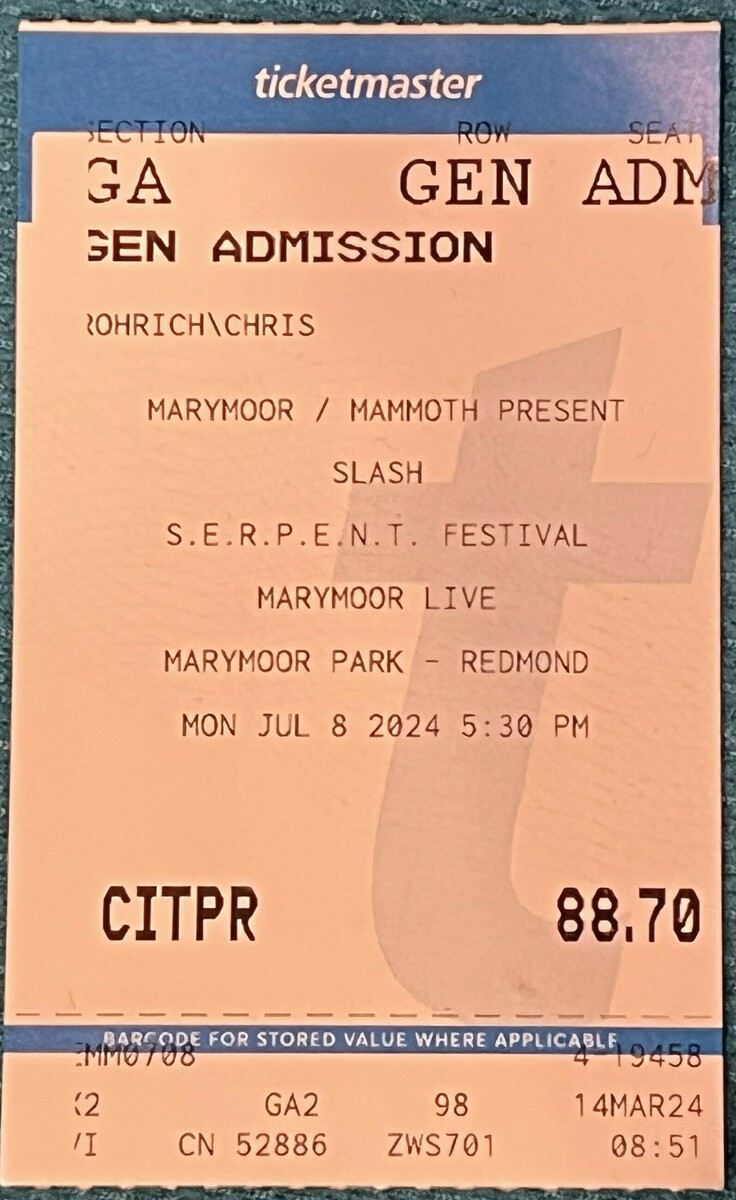 ticketmaster
SECTION ROW SEAT
GA GEN ADM
GEN ADMISSION
ROHRICH\CHRIS
MARYMOOR / MAMMOTH PRESENT
SLASH
S.E.R.P.E.N.T. FESTIVAL
MARYMOOR LIVE
MARYMOOR PARK - REDMOND
MON JUL 8 2024 5:30 PM
CITPR 88.70
BARCODE FOR STORED VALUE WHERE APPLICABLE
EMM0708 4-19458
2 GA2 98 14MAR24
I CN 52886 ZWS701 08:51